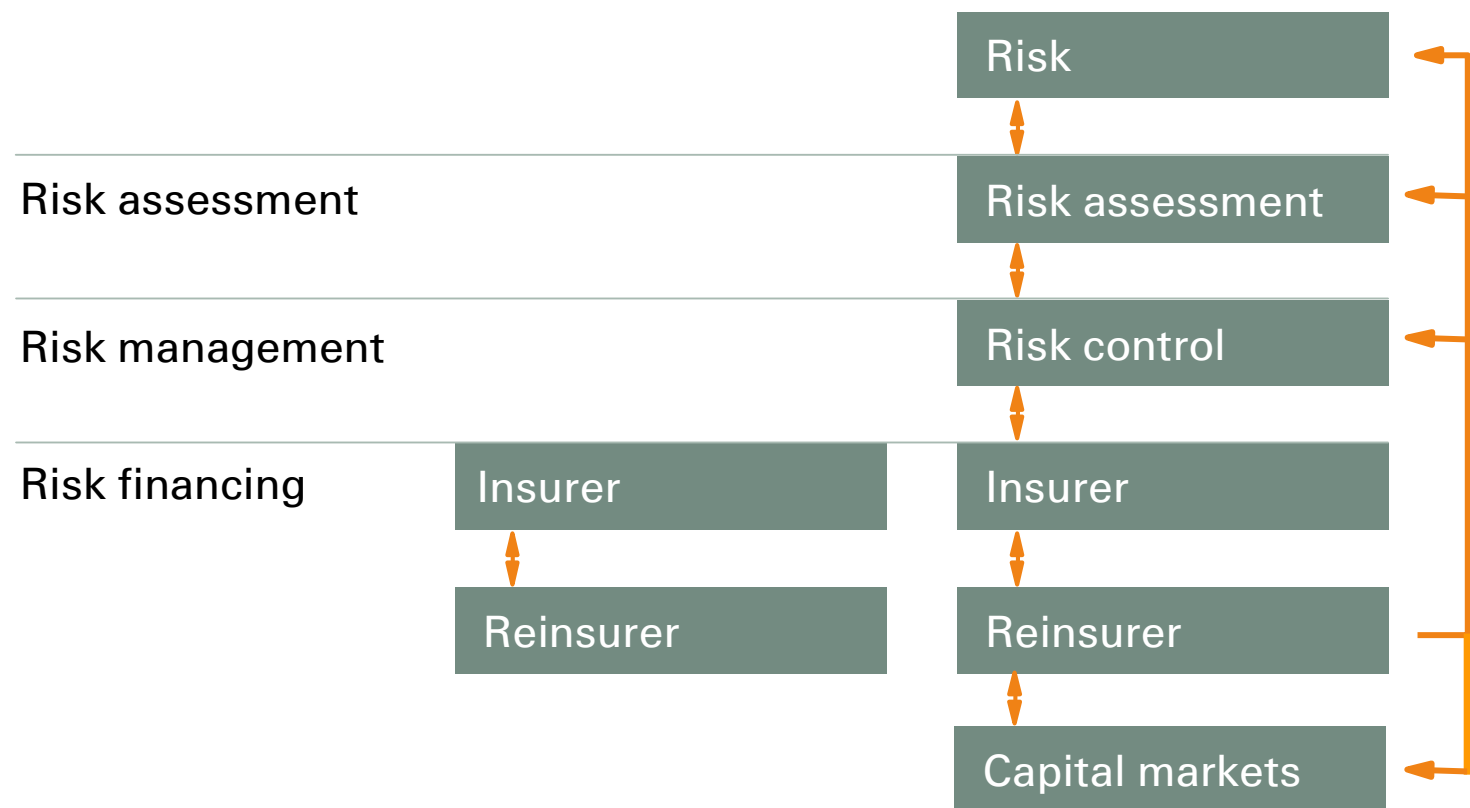 Risk
Risk assessment
Risk assessment
Risk management
Risk control
Risk financing
Insurer
Insurer
Reinsurer
Reinsurer
Capital markets